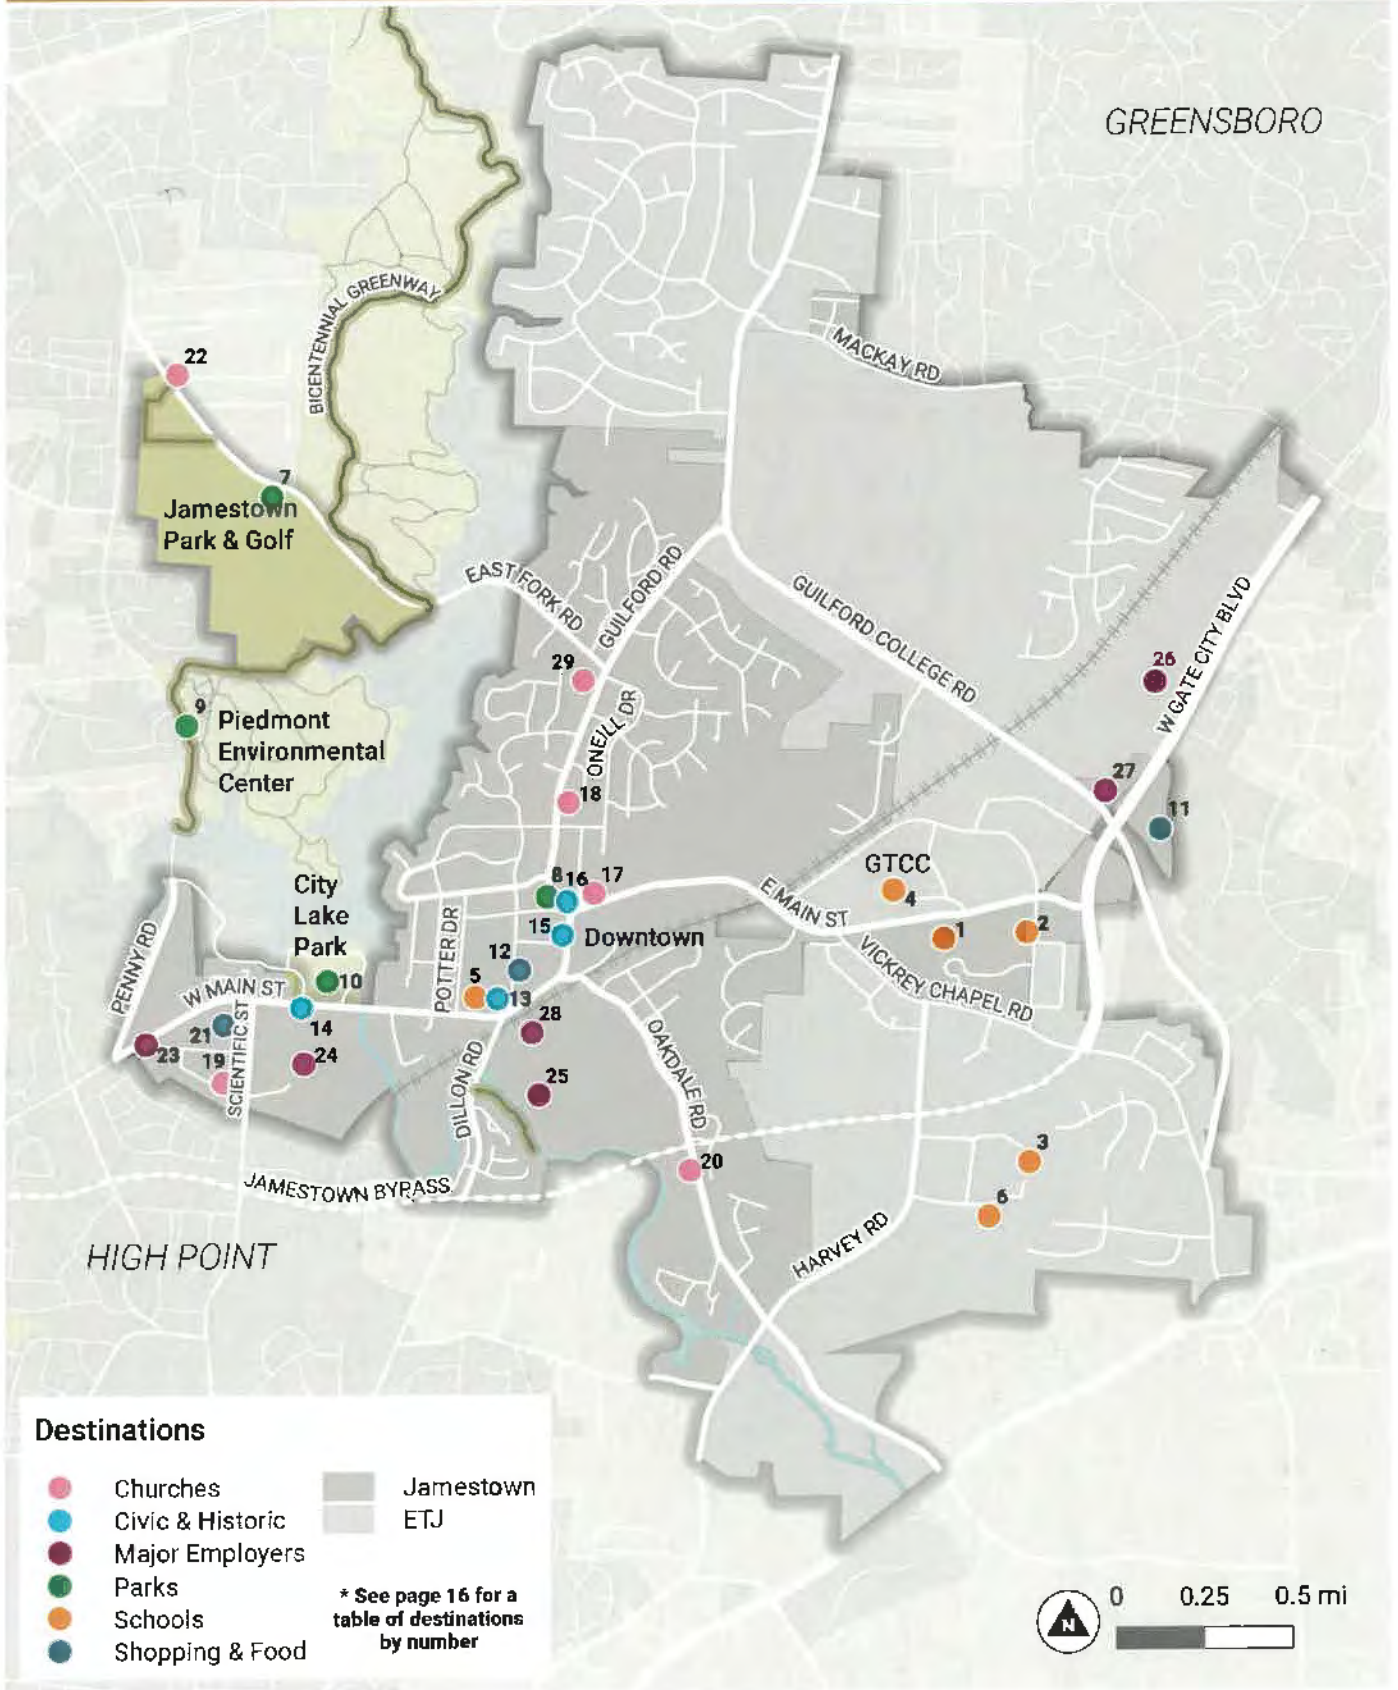 GREENSBORO
BICENTENNIAL GREENWAY
MACKAY RD
22
7
Jamestown
Park & Golf
EAST FORK RD
GUILFORD RD
GUILFORD COLLEGE RD
W GATE CITY BLVD
29
26
9
Piedmont
Environmental
Center
ONEILL DR
18
27
11
GTCC
4
City
Lake
Park
8
16
17
E MAIN ST
1
2
15
Downtown
PENNY RD
POTTER DR
12
VICKREY CHAPEL RD
10
W MAIN ST
5
13
14
28
21
SCIENTIFIC ST
23
19
24
OAKDALE RD
DILLON RD
25
3
20
6
JAMESTOWN BYPASS
HARVEY RD
HIGH POINT
Destinations
Churches
Civic & Historic
Major Employers
Parks
Schools
Shopping & Food
Jamestown
ETJ
* See page 16 for a
table of destinations
by number
N
0 0.25 0.5 mi